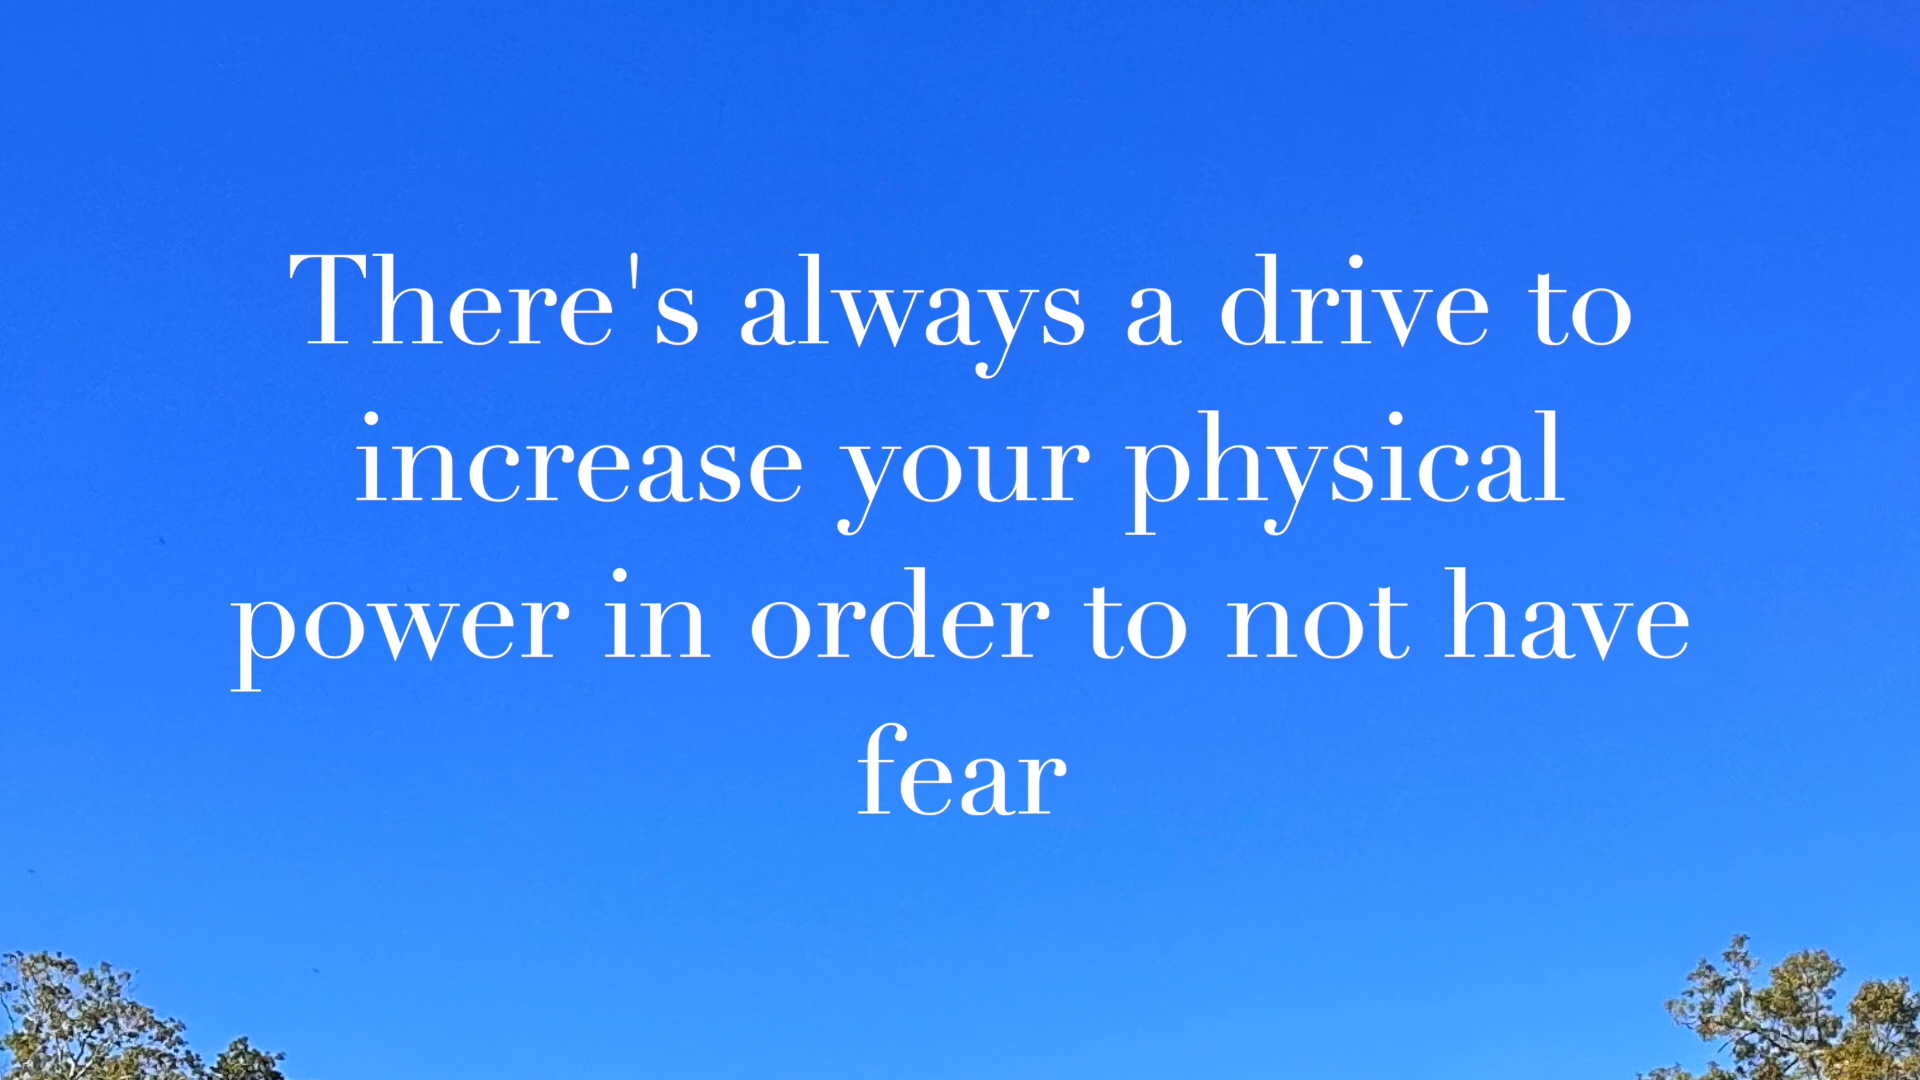 There's always a drive to
increase your physical
power in order to not have
fear